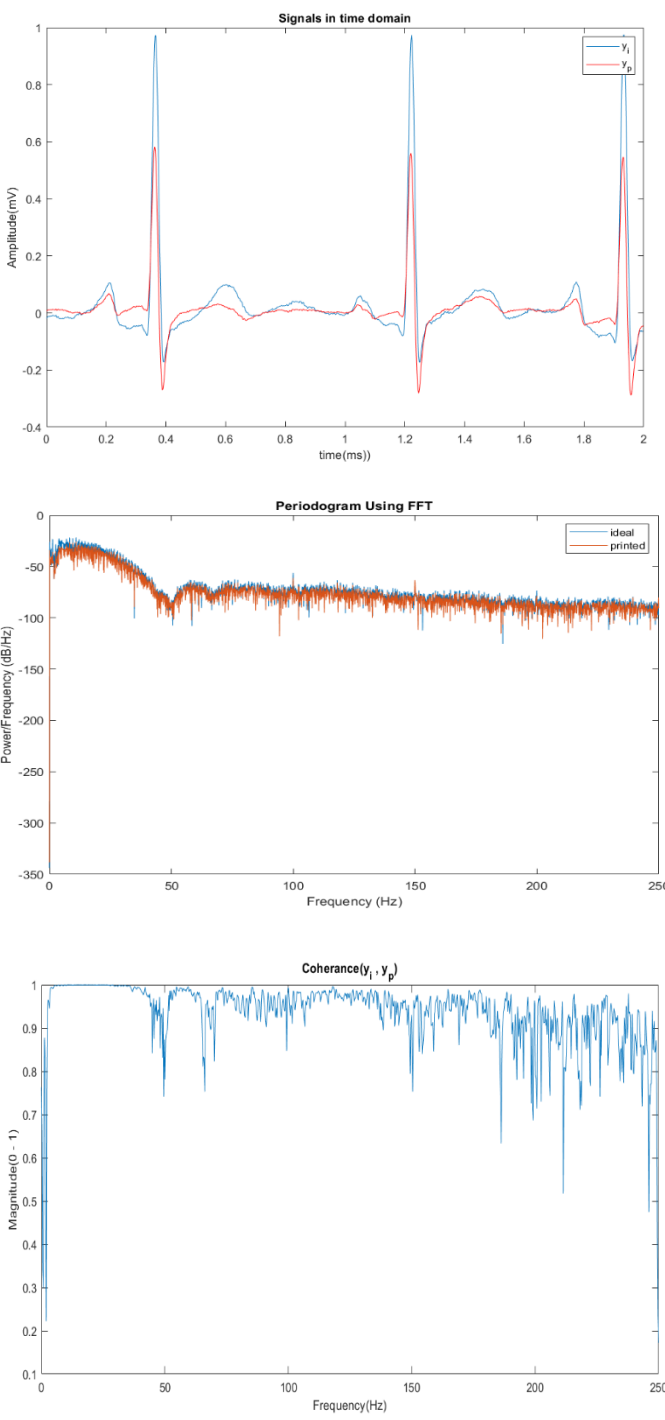 Signals in time domain
1
0.8
0.6
0.4
0.2
0
-0.2
-0.4
Amplitude(mV)
y_i
y_p
0 0.2 0.4 0.6 0.8 1 1.2 1.4 1.6 1.8 2
time(ms))
Periodogram Using FFT
0
-50
-100
-150
-200
-250
-300
-350
Power/Frequency (dB/Hz)
ideal
printed
0 50 100 150 200 250
Frequency (Hz)
Coherance(y_i , y_p)
1
0.9
0.8
0.7
0.6
0.5
0.4
0.3
0.2
0.1
Magnitude(0 - 1)
0 50 100 150 200 250
Frequency(Hz)